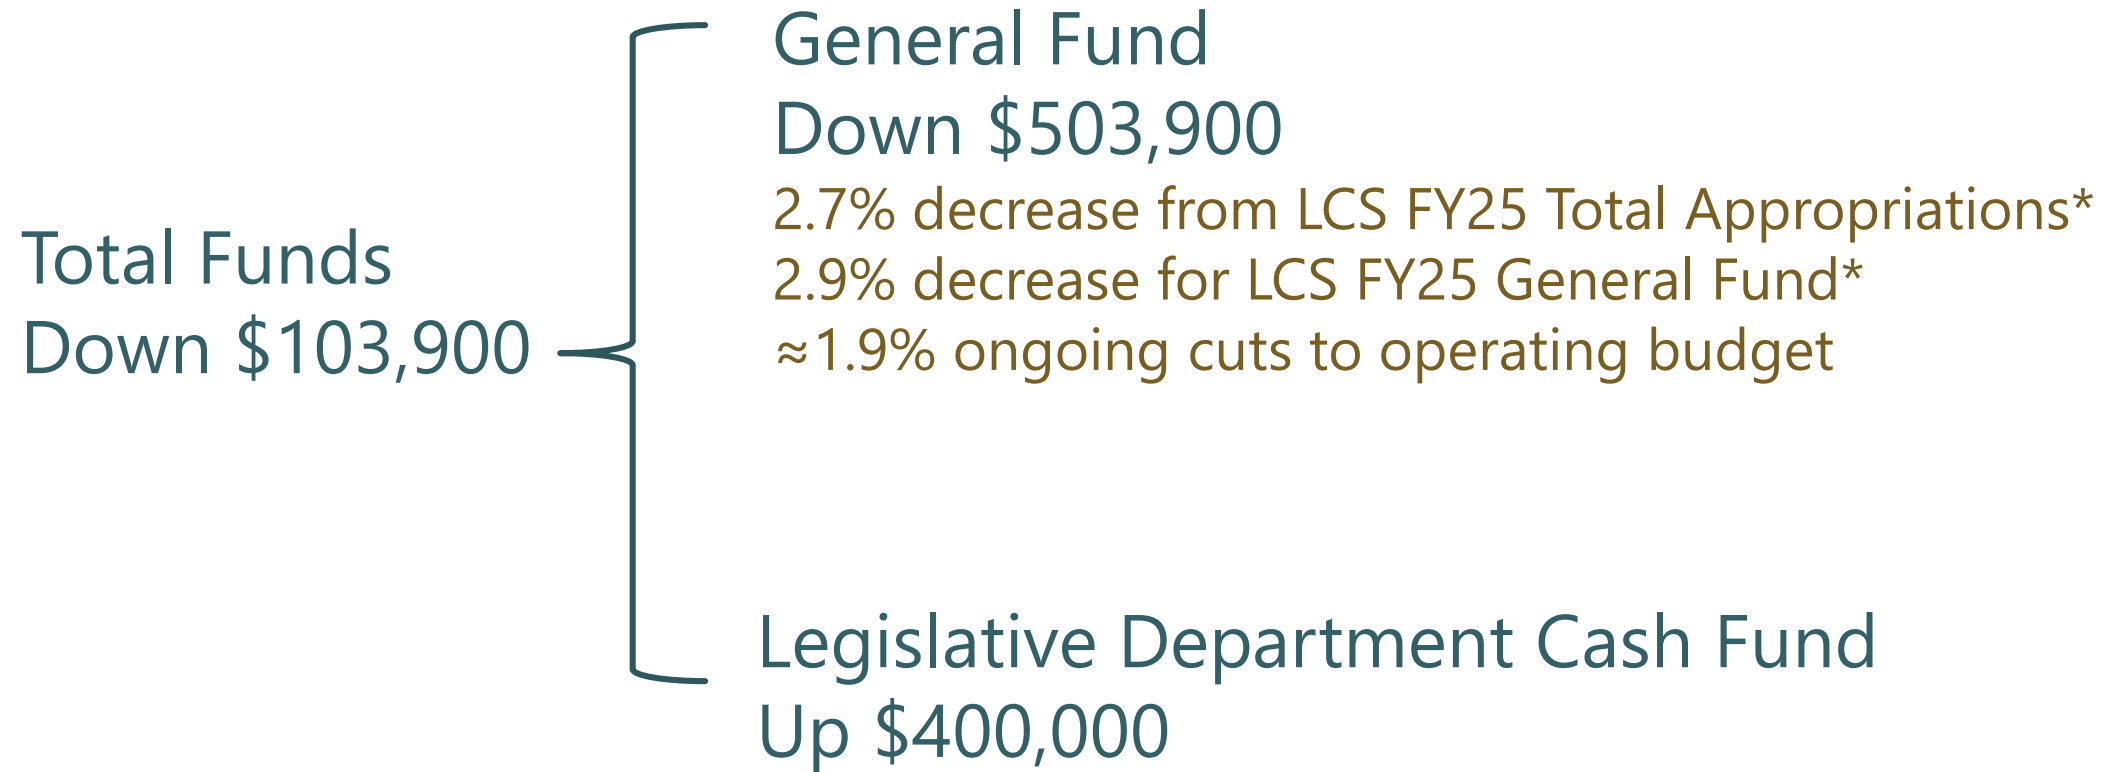 Total Funds
Down $103,900
General Fund
Down $503,900
2.7% decrease from LCS FY25 Total Appropriations*
2.9% decrease for LCS FY25 General Fund*
≈1.9% ongoing cuts to operating budget
Legislative Department Cash Fund
Up $400,000